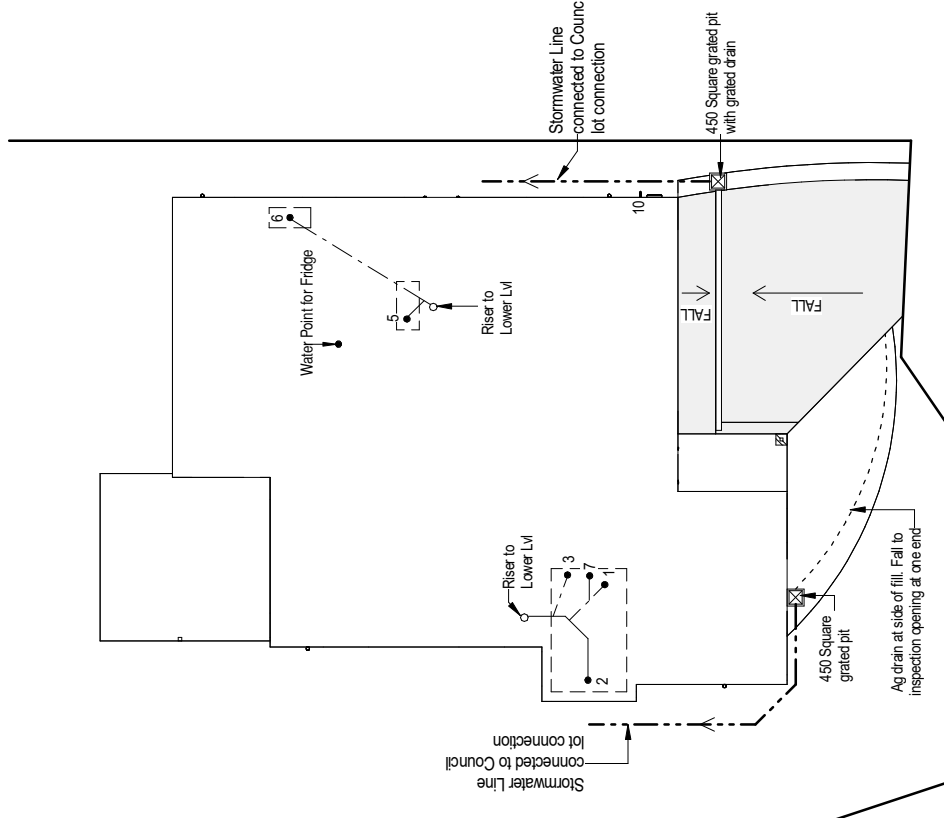 Stormwater Line
connected to Counc
lot connection
450 Square grated pit
with grated drain
10
6
Water Point for Fridge
5
Riser to
Lower Lvl
FALL
FALL
Riser to
Lower Lvl
3
7
1
2
450 Square
grated pit
Ag drain at side of fill. Fall to
inspection opening at one end
Stormwater Line
connected to Council
lot connection